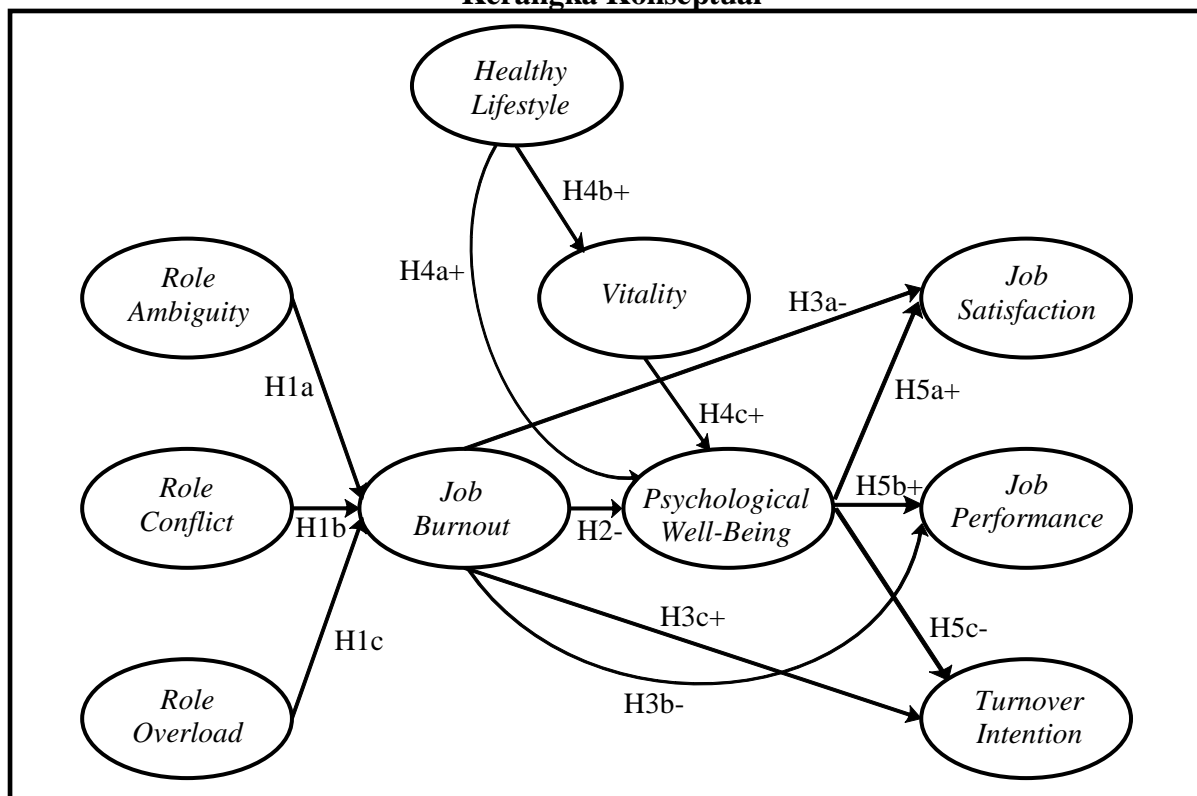 Kerangka Konseptual
Healthy
Lifestyle
H4b+
H4a+
Role
Ambiguity
Vitality
H3a-
Job
Satisfaction
H1a
H4c+
H5a+
Role
Conflict
H1b
Job
Burnout
H2-
Psychological
Well-Being
H5b+
Job
Performance
H1c
H3c+
H5c-
H3b-
Role
Overload
Turnover
Intention